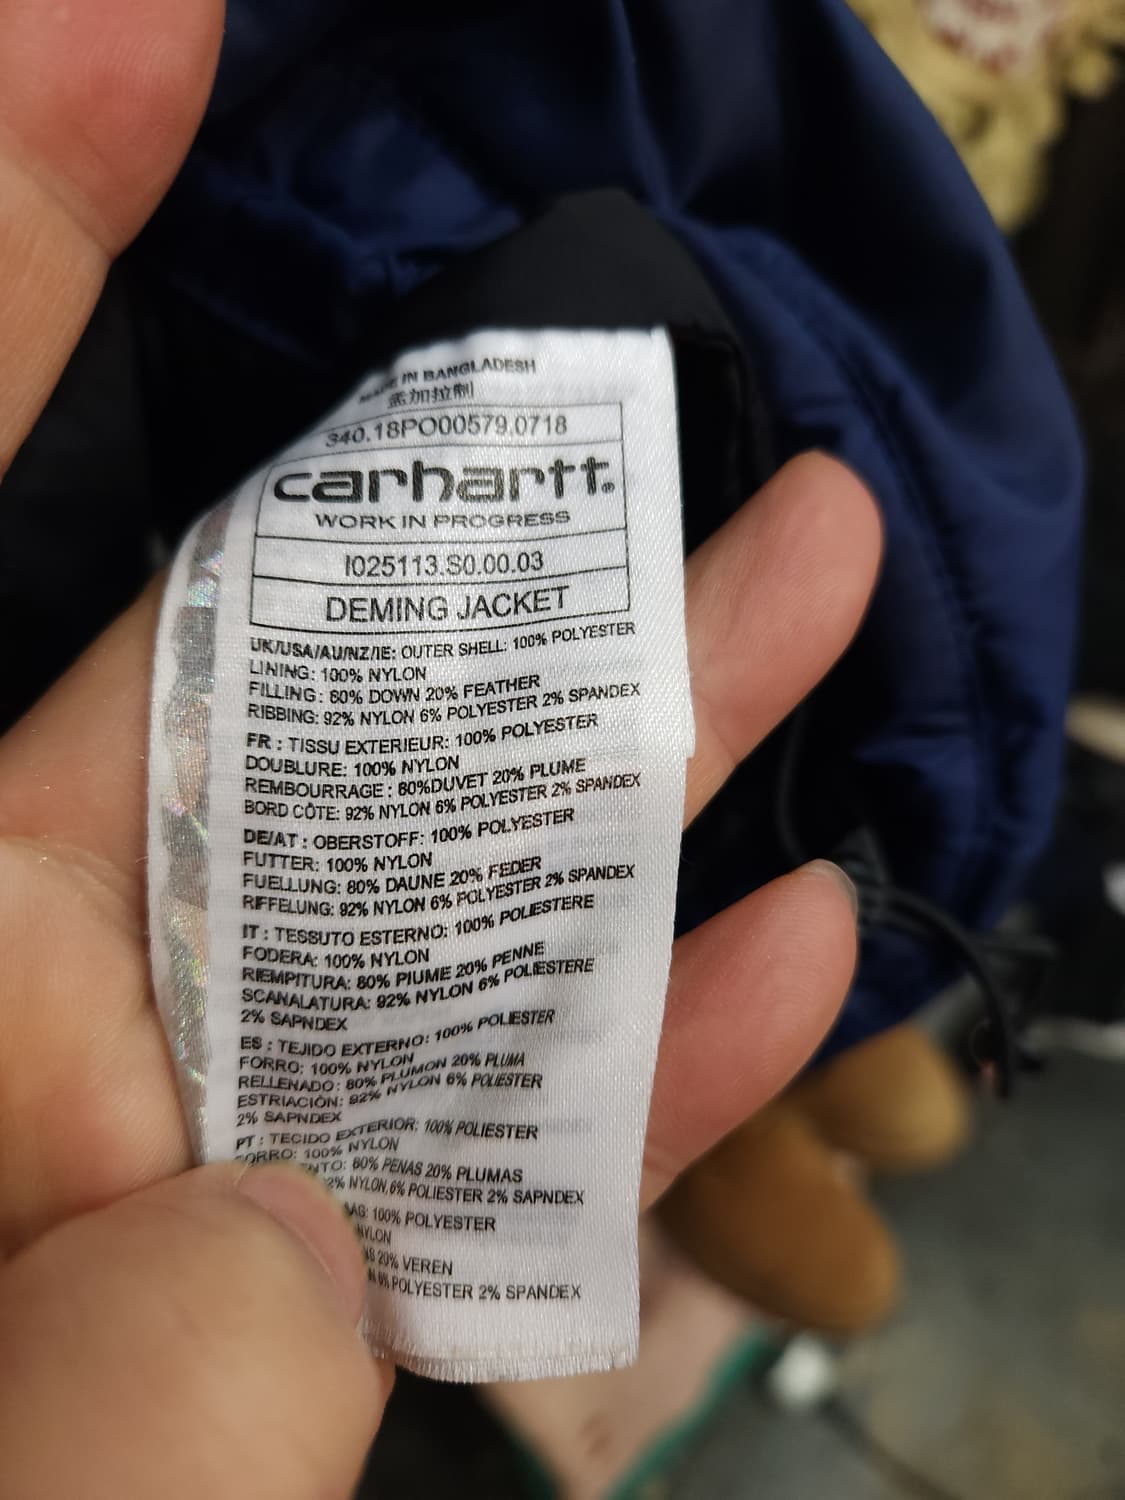 MADE IN BANGLADESH
孟加拉制
340.18PO00579.0718
carhartt®
WORK IN PROGRESS
I025113.S0.00.03
DEMING JACKET
UK/USA/AU/NZ/IE: OUTER SHELL: 100% POLYESTER
LINING: 100% NYLON
FILLING: 80% DOWN 20% FEATHER
RIBBING: 92% NYLON 6% POLYESTER 2% SPANDEX
FR : TISSU EXTERIEUR: 100% POLYESTER
DOUBLURE: 100% NYLON
REMBOURRAGE : 80%DUVET 20% PLUME
BORD CÔTE: 92% NYLON 6% POLYESTER 2% SPANDEX
DE/AT : OBERSTOFF: 100% POLYESTER
FUTTER: 100% NYLON
FUELLUNG: 80% DAUNE 20% FEDER
RIFFELUNG: 92% NYLON 6% POLYESTER 2% SPANDEX
IT : TESSUTO ESTERNO: 100% POLIESTERE
FODERA: 100% NYLON
RIEMPITURA: 80% PIUME 20% PENNE
SCANALATURA: 92% NYLON 6% POLIESTERE
2% SAPNDEX
ES : TEJIDO EXTERNO: 100% POLIESTER
FORRO: 100% NYLON
RELLENADO: 80% PLUMON 20% PLUMA
ESTRIACIÓN: 92% NYLON 6% POLIESTER
2% SAPNDEX
PT : TECIDO EXTERIOR: 100% POLIESTER
FORRO: 100% NYLON
80% PENAS 20% PLUMAS
NYLON,6% POLIESTER 2% SAPNDEX
100% POLYESTER
NYLON
20% VEREN
6% POLYESTER 2% SPANDEX